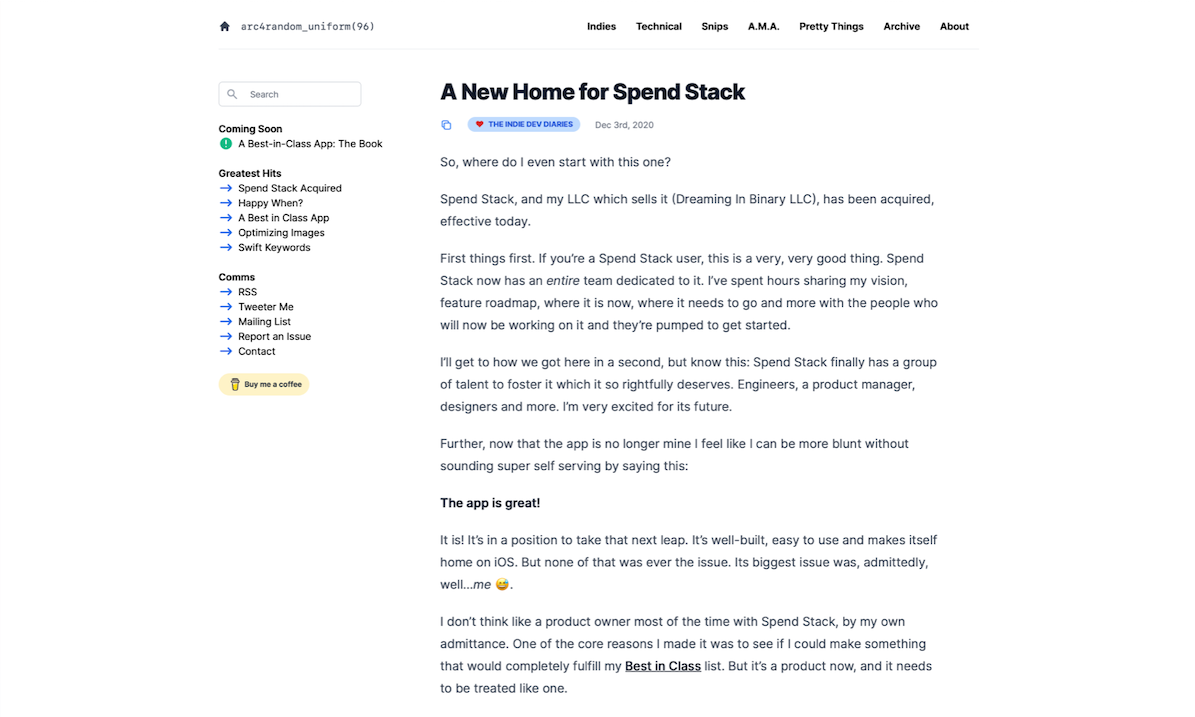 arc4random_uniform(96)
Indies Technical Snips A.M.A. Pretty Things Archive About
Search
Coming Soon
A Best-in-Class App: The Book
Greatest Hits
Spend Stack Acquired
Happy When?
A Best in Class App
Optimizing Images
Swift Keywords
Comms
RSS
Tweeter Me
Mailing List
Report an Issue
Contact
Buy me a coffee
A New Home for Spend Stack
THE INDIE DEV DIARIES Dec 3rd, 2020
So, where do I even start with this one?
Spend Stack, and my LLC which sells it (Dreaming In Binary LLC), has been acquired,
effective today.
First things first. If you’re a Spend Stack user, this is a very, very good thing. Spend
Stack now has an entire team dedicated to it. I’ve spent hours sharing my vision,
feature roadmap, where it is now, where it needs to go and more with the people who
will now be working on it and they’re pumped to get started.
I’ll get to how we got here in a second, but know this: Spend Stack finally has a group
of talent to foster it which it so rightfully deserves. Engineers, a product manager,
designers and more. I’m very excited for its future.
Further, now that the app is no longer mine I feel like I can be more blunt without
sounding super self serving by saying this:
The app is great!
It is! It’s in a position to take that next leap. It’s well-built, easy to use and makes itself
home on iOS. But none of that was ever the issue. Its biggest issue was, admittedly,
well...me 😅.
I don’t think like a product owner most of the time with Spend Stack, by my own
admittance. One of the core reasons I made it was to see if I could make something
that would completely fulfill my Best in Class list. But it’s a product now, and it needs
to be treated like one.